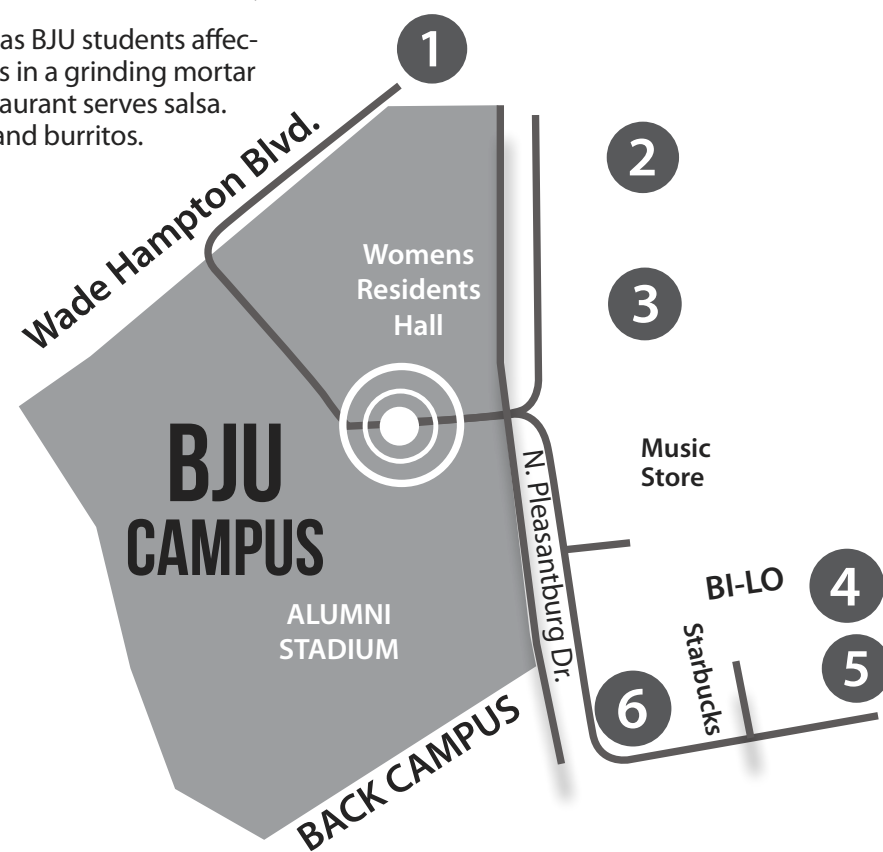 as BJU students affec-
s in a grinding mortar
taurant serves salsa.
and burritos.
1
Wade Hampton Blvd.
2
Womens
Residents
Hall
3
BJU
CAMPUS
Music
Store
N. Pleasantburg Dr.
BI-LO
4
ALUMNI
STADIUM
Starbucks
5
6
BACK CAMPUS